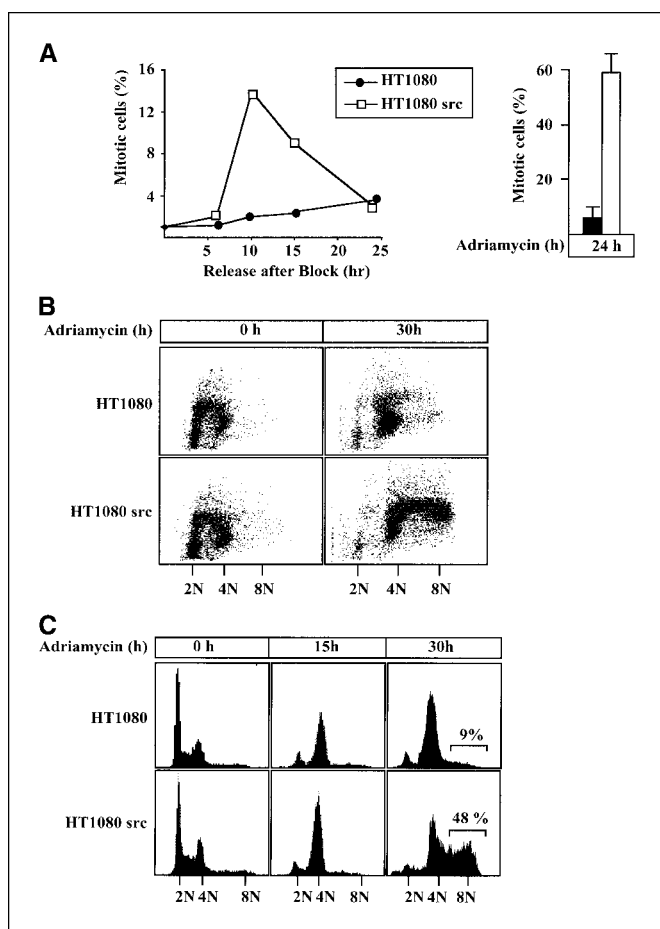 A
16
12
8
4
Mitotic cells (%)
5 10 15 20 25
Release after Block (hr)
HT1080
HT1080 src
60
40
20
Mitotic cells (%)
Adriamycin (h) 24 h
B
Adriamycin (h) 0 h 30h
HT1080
HT1080 src
2N 4N 8N 2N 4N 8N
C
Adriamycin (h) 0 h 15h 30h
HT1080
9%
HT1080 src
48 %
2N 4N 8N 2N 4N 8N 2N 4N 8N